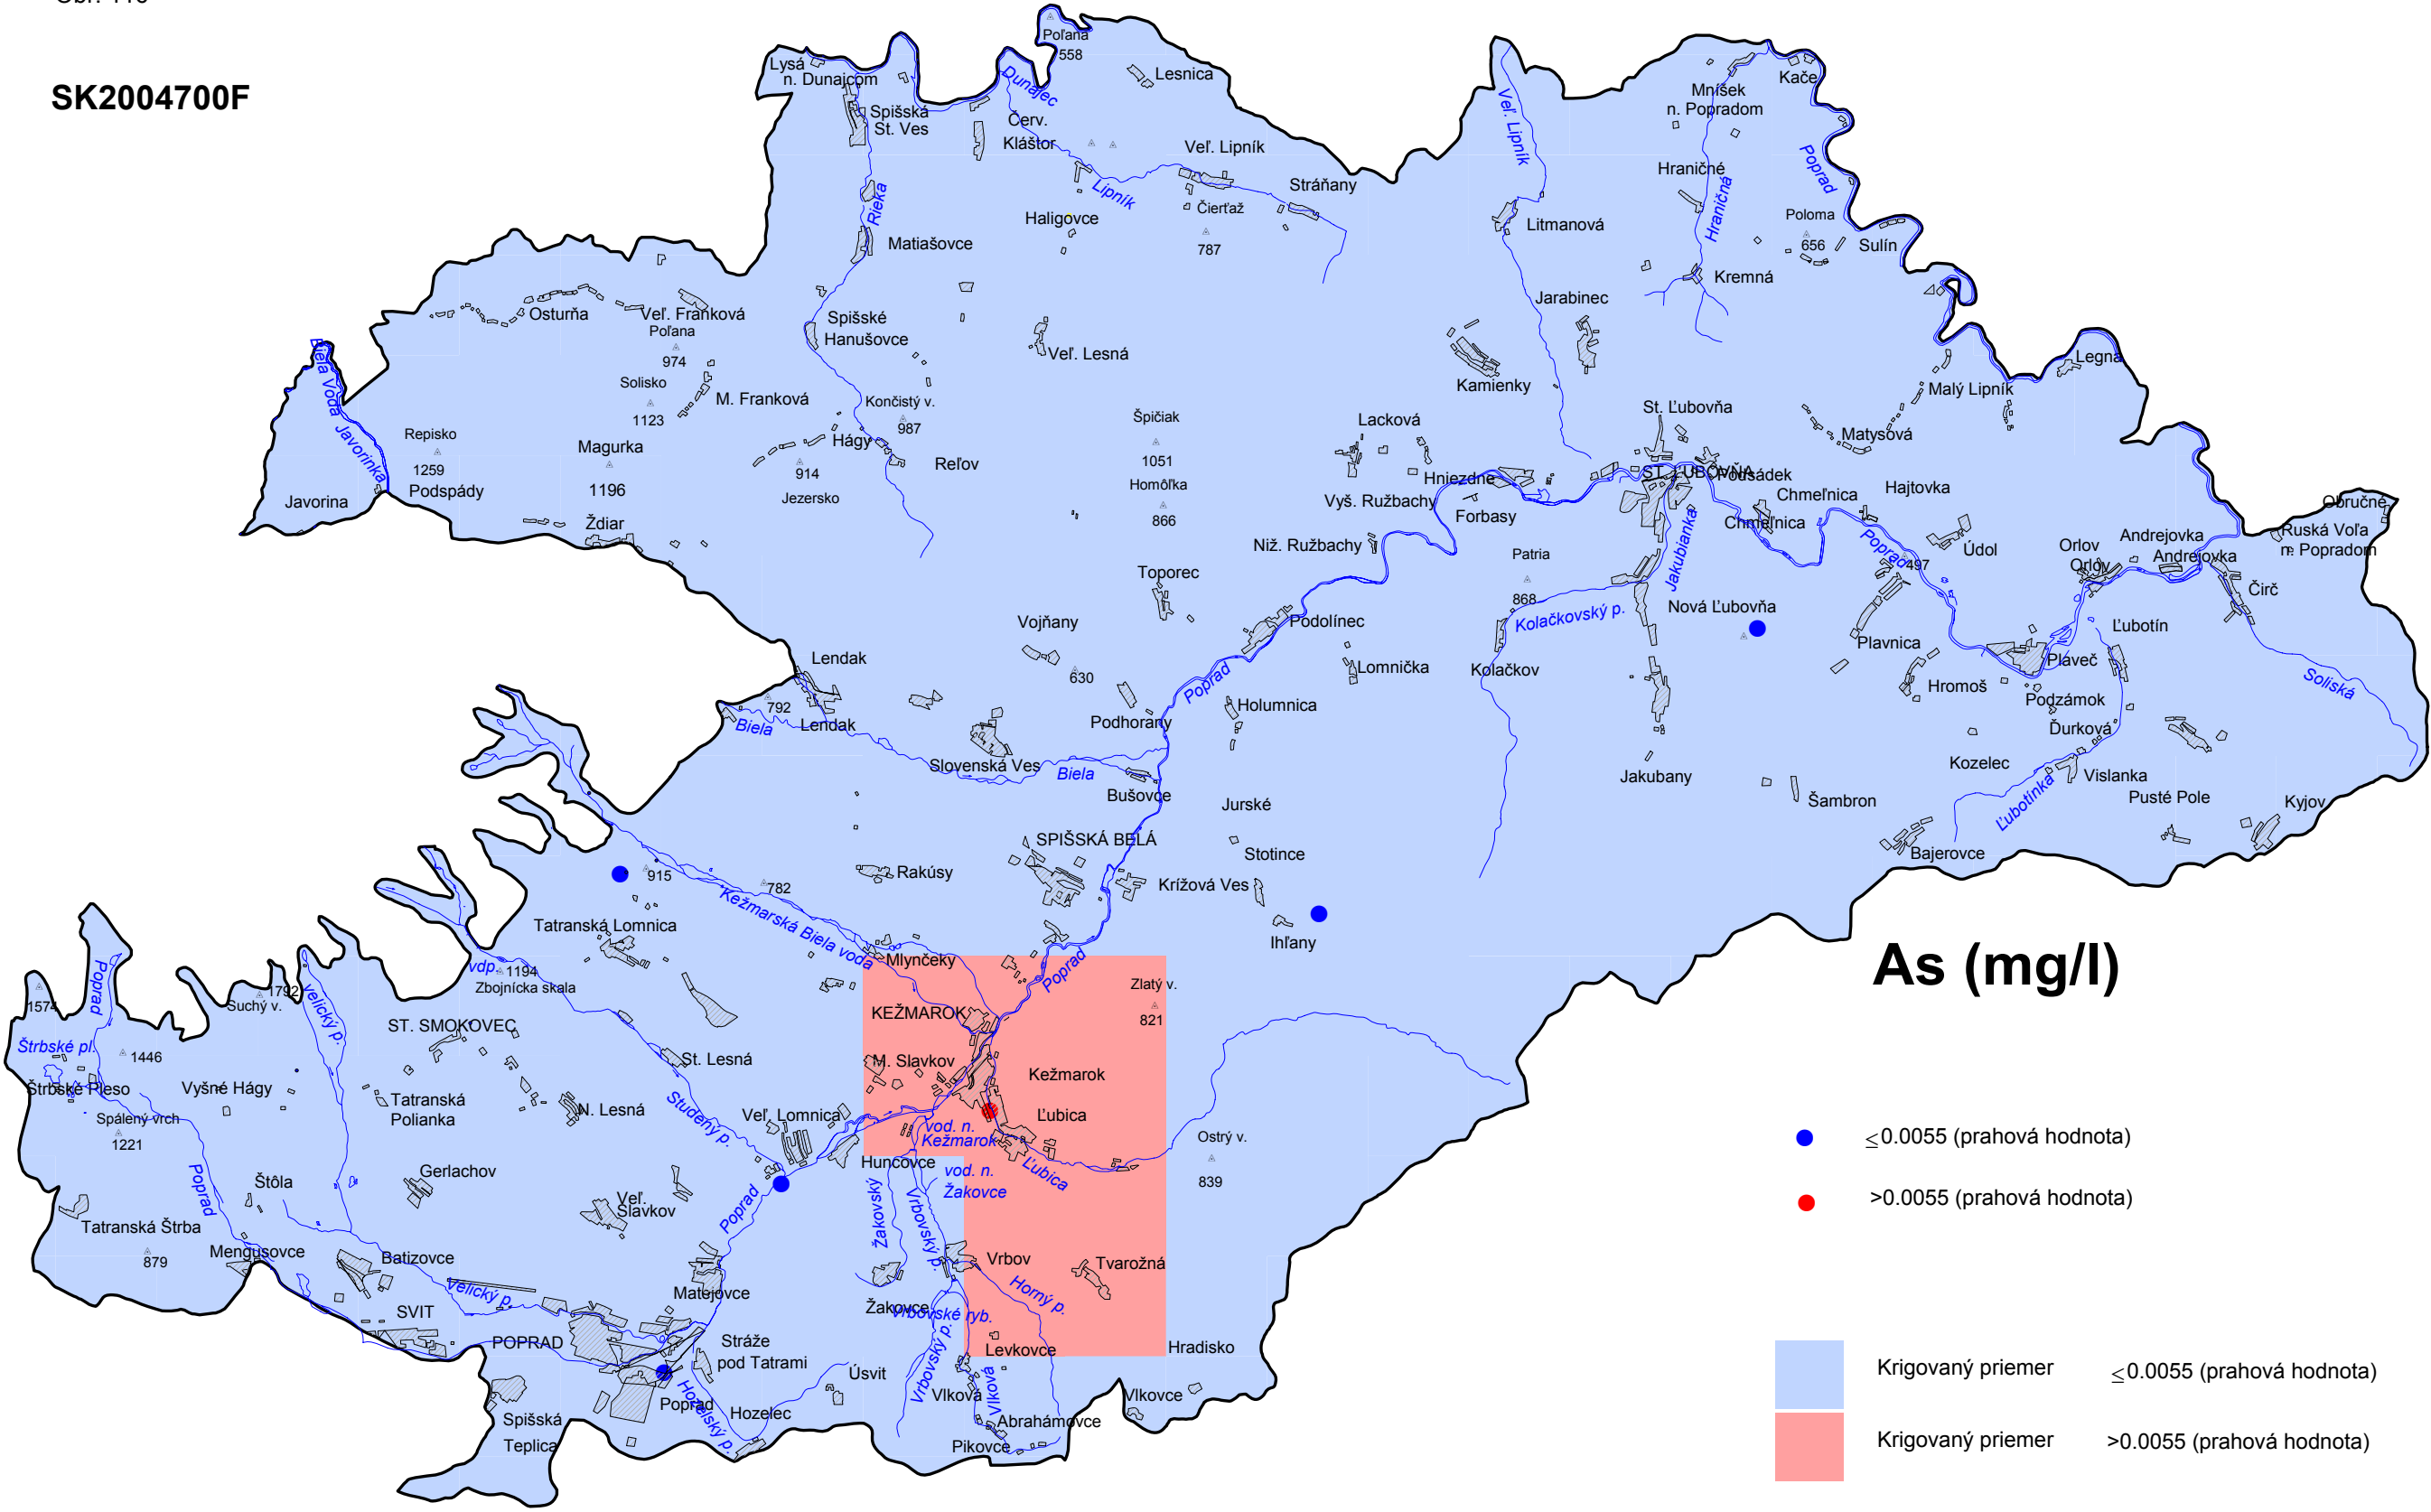 SK2004700F
Poľana
558
Lysá
n. Dunajcom
Dunajec
Lesnica
Spišská
St. Ves
Červ.
Kláštor
Veľ. Lipník
Lipník
Stráňany
Čierťaž
787
Haligovce
Rieka
Matiašovce
Veľ. Lipník
Mníšek
n. Popradom
Kače
Poprad
Hraničné
Hraničná
Poloma
656
Sulín
Litmanová
Kremná
Jarabinec
Osturňa
Veľ. Franková
Poľana
974
Spišské
Hanušovce
Veľ. Lesná
Kamienky
Legna
Malý Lipník
Biela Voda
Javorinka
Solisko
1123
M. Franková
Končistý v.
987
Repisko
1259
Magurka
1196
Hágy
914
Jezersko
Reľov
Špičiak
1051
Homôľka
866
Lacková
St. Ľubovňa
Matysová
Javorina
Podspády
Ždiar
Hniezdne
Vyš. Ružbachy
Forbasy
ST. ĽUBOVŇA
Podsádek
Chmeľnica
Chmeľnica
Hajtovka
Obručné
Ruská Voľa
n. Popradom
Niž. Ružbachy
Patria
868
Jakubianka
Poprad
497
Údol
Orlov
Orlov
Andrejovka
Andrejovka
Čirč
Toporec
Vojňany
630
Podolínec
Kolačkovský p.
Nová Ľubovňa
Plavnica
Ľubotín
Plaveč
Lendak
792
Lendak
Biela
Poprad
Lomnička
Kolačkov
Hromoš
Podzámok
Soliská
Podhorany
Holumnica
Ďurková
Slovenská Ves
Biela
Bušovce
Jakubany
Kozelec
Vislanka
Jurské
Šambron
Ľubotínka
Pusté Pole
Kyjov
SPIŠSKÁ BELÁ
Stotince
Bajerovce
915
782
Rakúsy
Krížová Ves
Kežmarská Biela voda
Tatranská Lomnica
Ihľany
Mlynčeky
Poprad
As (mg/l)
Poprad
vdp.
1194
Zbojnícka skala
Zlatý v.
821
1574
Suchý v.
1792
velický p.
ST. SMOKOVEC
KEŽMAROK
Štrbské pl.
1446
St. Lesná
M. Slavkov
Kežmarok
Štrbské Pleso
Vyšné Hágy
Tatranská
Polianka
N. Lesná
Studený p.
Veľ. Lomnica
Ľubica
Spálený vrch
1221
vod. n.
Kežmarok
Ostrý v.
839
≤0.0055 (prahová hodnota)
Poprad
Štôla
Gerlachov
Huncovce
vod. n.
Žakovce
Ľubica
>0.0055 (prahová hodnota)
Tatranská Štrba
879
Mengusovce
Batizovce
Veľ.
Slavkov
Poprad
Žakovský
Vrbovský p.
Vrbov
Tvarožná
Velický p.
Matejovce
Horný p.
SVIT
Žakovce
Vrbovské ryb.
POPRAD
Stráže
pod Tatrami
Levkovce
Hradisko
Úsvit
Vrbovský p.
Vlková
Vlková
Vlkovce
Krigovaný priemer ≤0.0055 (prahová hodnota)
Poprad
Hozelský p.
Hozelec
Abrahámovce
Spišská
Teplica
Pikovce
Krigovaný priemer >0.0055 (prahová hodnota)